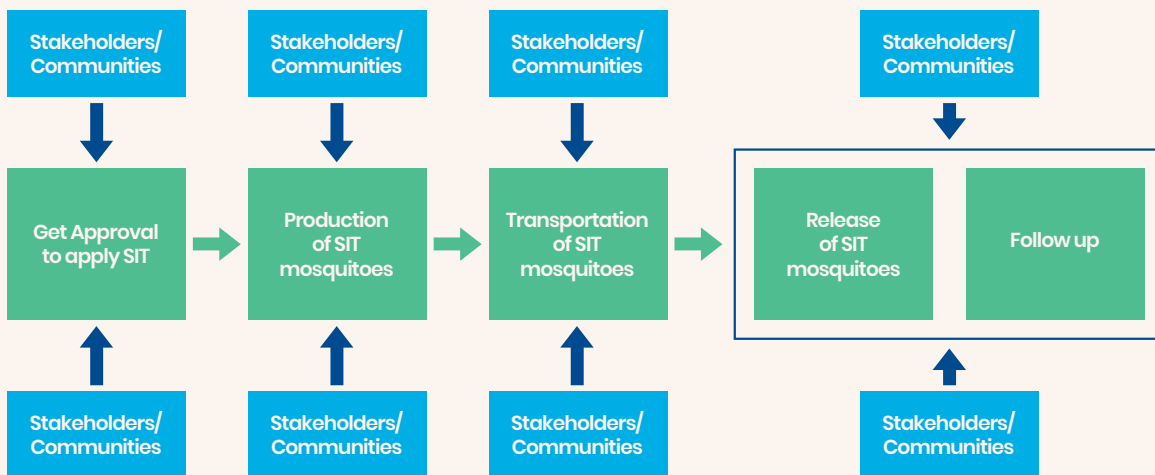 Stakeholders/
Communities
Stakeholders/
Communities
Stakeholders/
Communities
Stakeholders/
Communities
Get Approval
to apply SIT
Production
of SIT
mosquitoes
Transportation
of SIT
mosquitoes
Release
of SIT
mosquitoes
Follow up
Stakeholders/
Communities
Stakeholders/
Communities
Stakeholders/
Communities
Stakeholders/
Communities